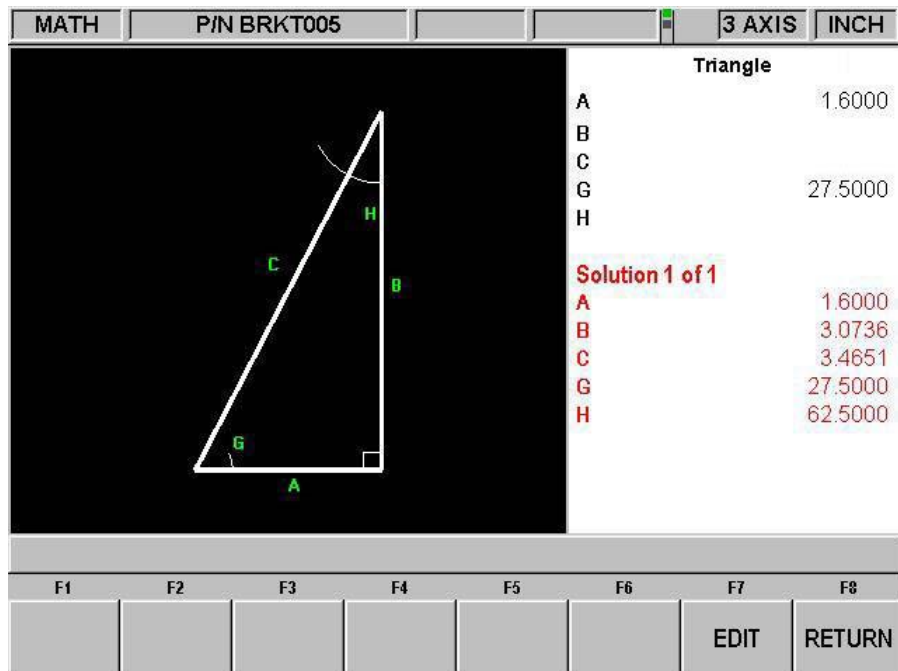 MATH P/N BRKT005 3 AXIS INCH
Triangle
A 1.6000
B
C
G 27.5000
H
Solution 1 of 1
A 1.6000
B 3.0736
C 3.4651
G 27.5000
H 62.5000
H
C
B
G
A
F1 F2 F3 F4 F5 F6 F7 F8
EDIT RETURN